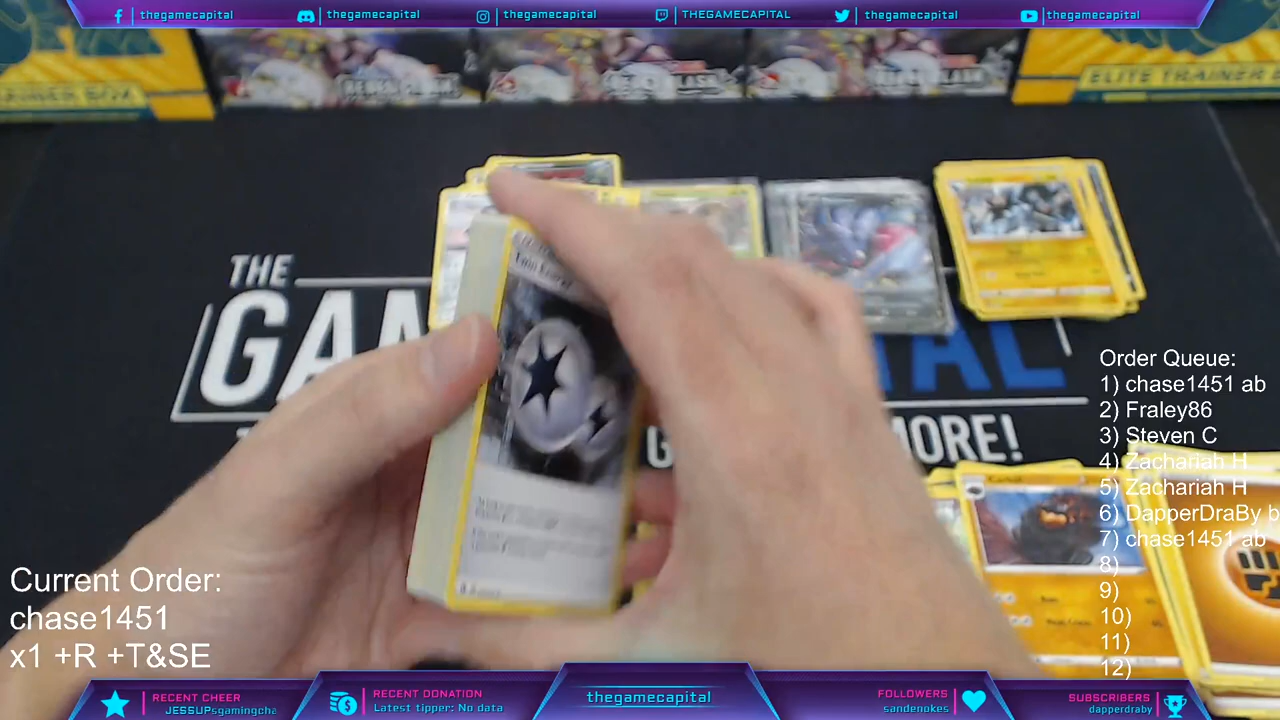 thegamecapital
thegamecapital
thegamecapital
THEGAMECAPITAL
thegamecapital
thegamecapital
ELITE TRAINER
THE
MORE!
Order Queue:
1) chase1451 ab
2) Fraley86
3) Steven C
4) Zachariah H
5) Zachariah H
6) DapperDraBy b
7) chase1451 ab
8)
9)
10)
11)
12)
Current Order:
chase1451
x1 +R +T&SE
RECENT CHEER
JESSUPsgamingcha
RECENT DONATION
Latest tipper: No data
thegamecapital
FOLLOWERS
sandenokes
SUBSCRIBERS
dapperdraby